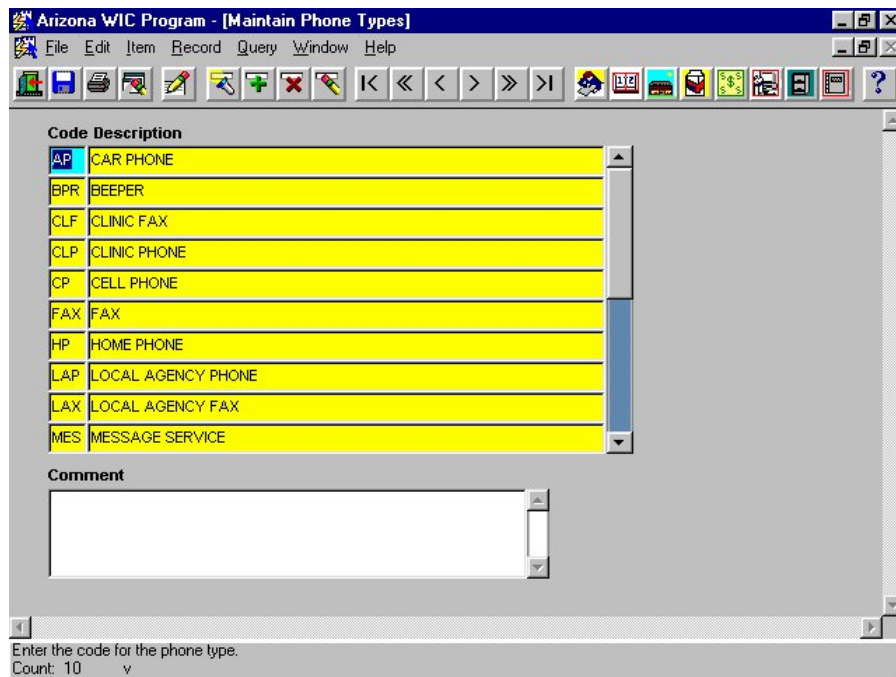 Arizona WIC Program - [Maintain Phone Types]
File Edit Item Record Query Window Help
Code Description
AP CAR PHONE
BPR BEEPER
CLF CLINIC FAX
CLP CLINIC PHONE
CP CELL PHONE
FAX FAX
HP HOME PHONE
LAP LOCAL AGENCY PHONE
LAX LOCAL AGENCY FAX
MES MESSAGE SERVICE
Comment
Enter the code for the phone type.
Count: 10 v